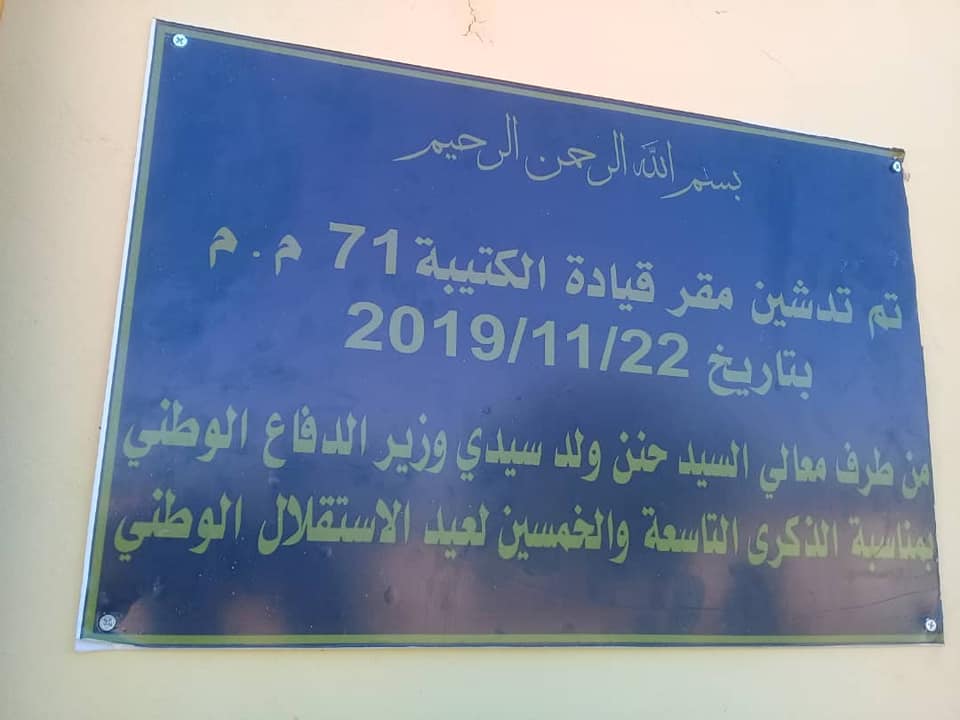 بسم الله الرحمن الرحيم
تم تدشين مقر قيادة الكتيبة 71 م . م
بتاريخ 2019/11/22
من طرف معالي السيد حنن ولد سيدي وزير الدفاع الوطني
بمناسبة الذكرى التاسعة والخمسين لعيد الاستقلال الوطني